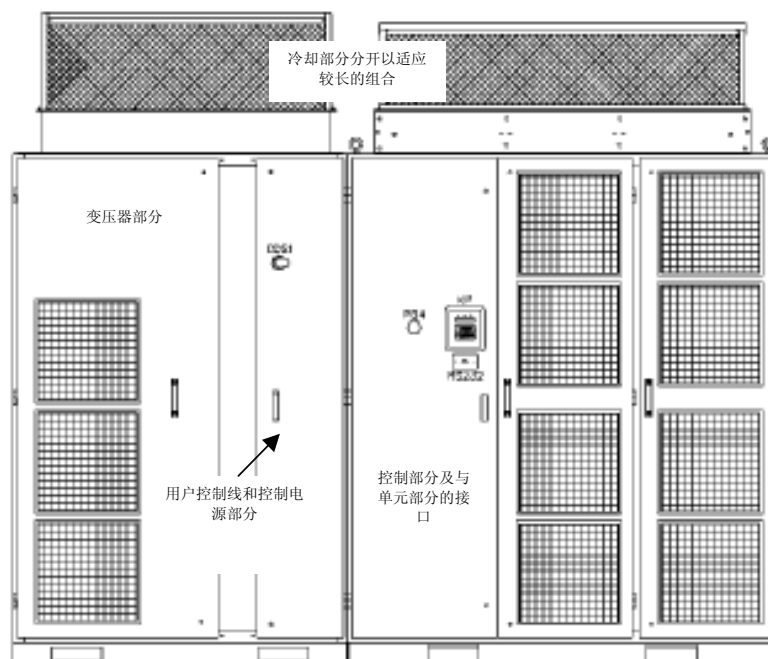 冷却部分分开以适应
较长的组合
变压器部分
RS232
用户控制线和控制电
源部分
控制部分及与
单元部分的接
口